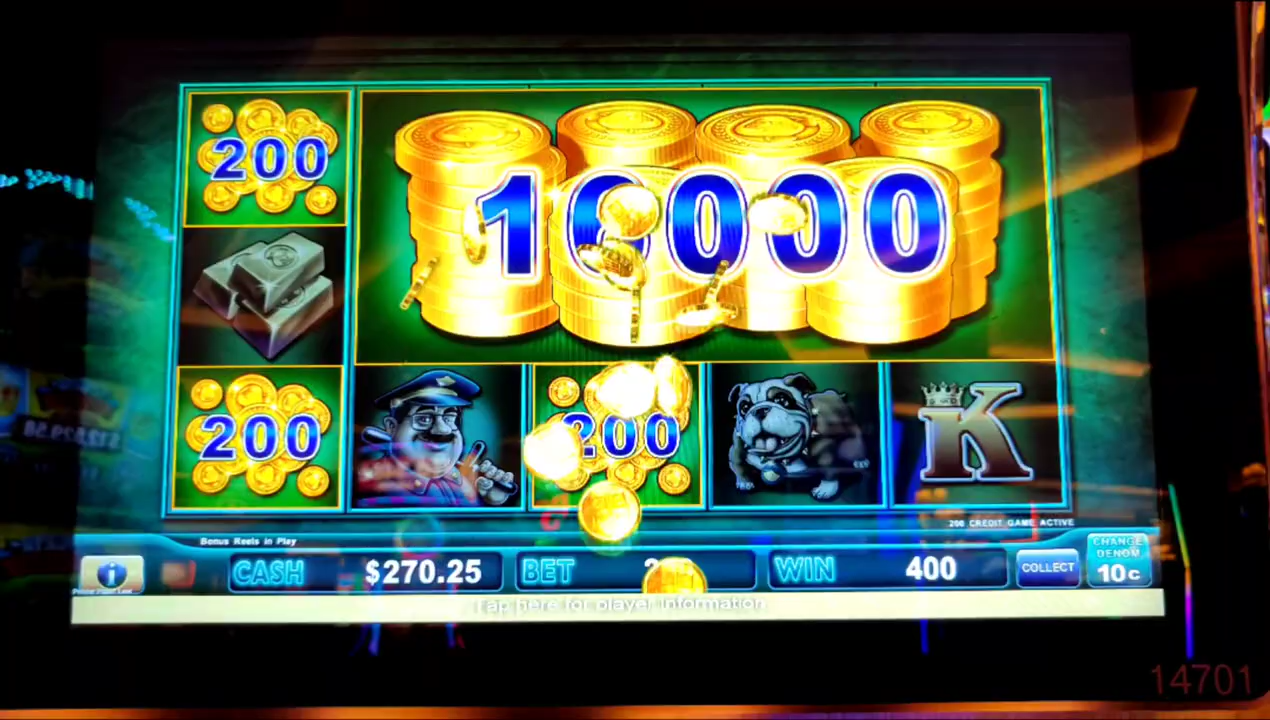 200
10000
200
200
K
200 CREDIT GAME ACTIVE
Bonus Reels in Play
CASH $270.25 BET WIN 400 COLLECT
CHANGE
DENOM
10c
Tap here for player information
14701